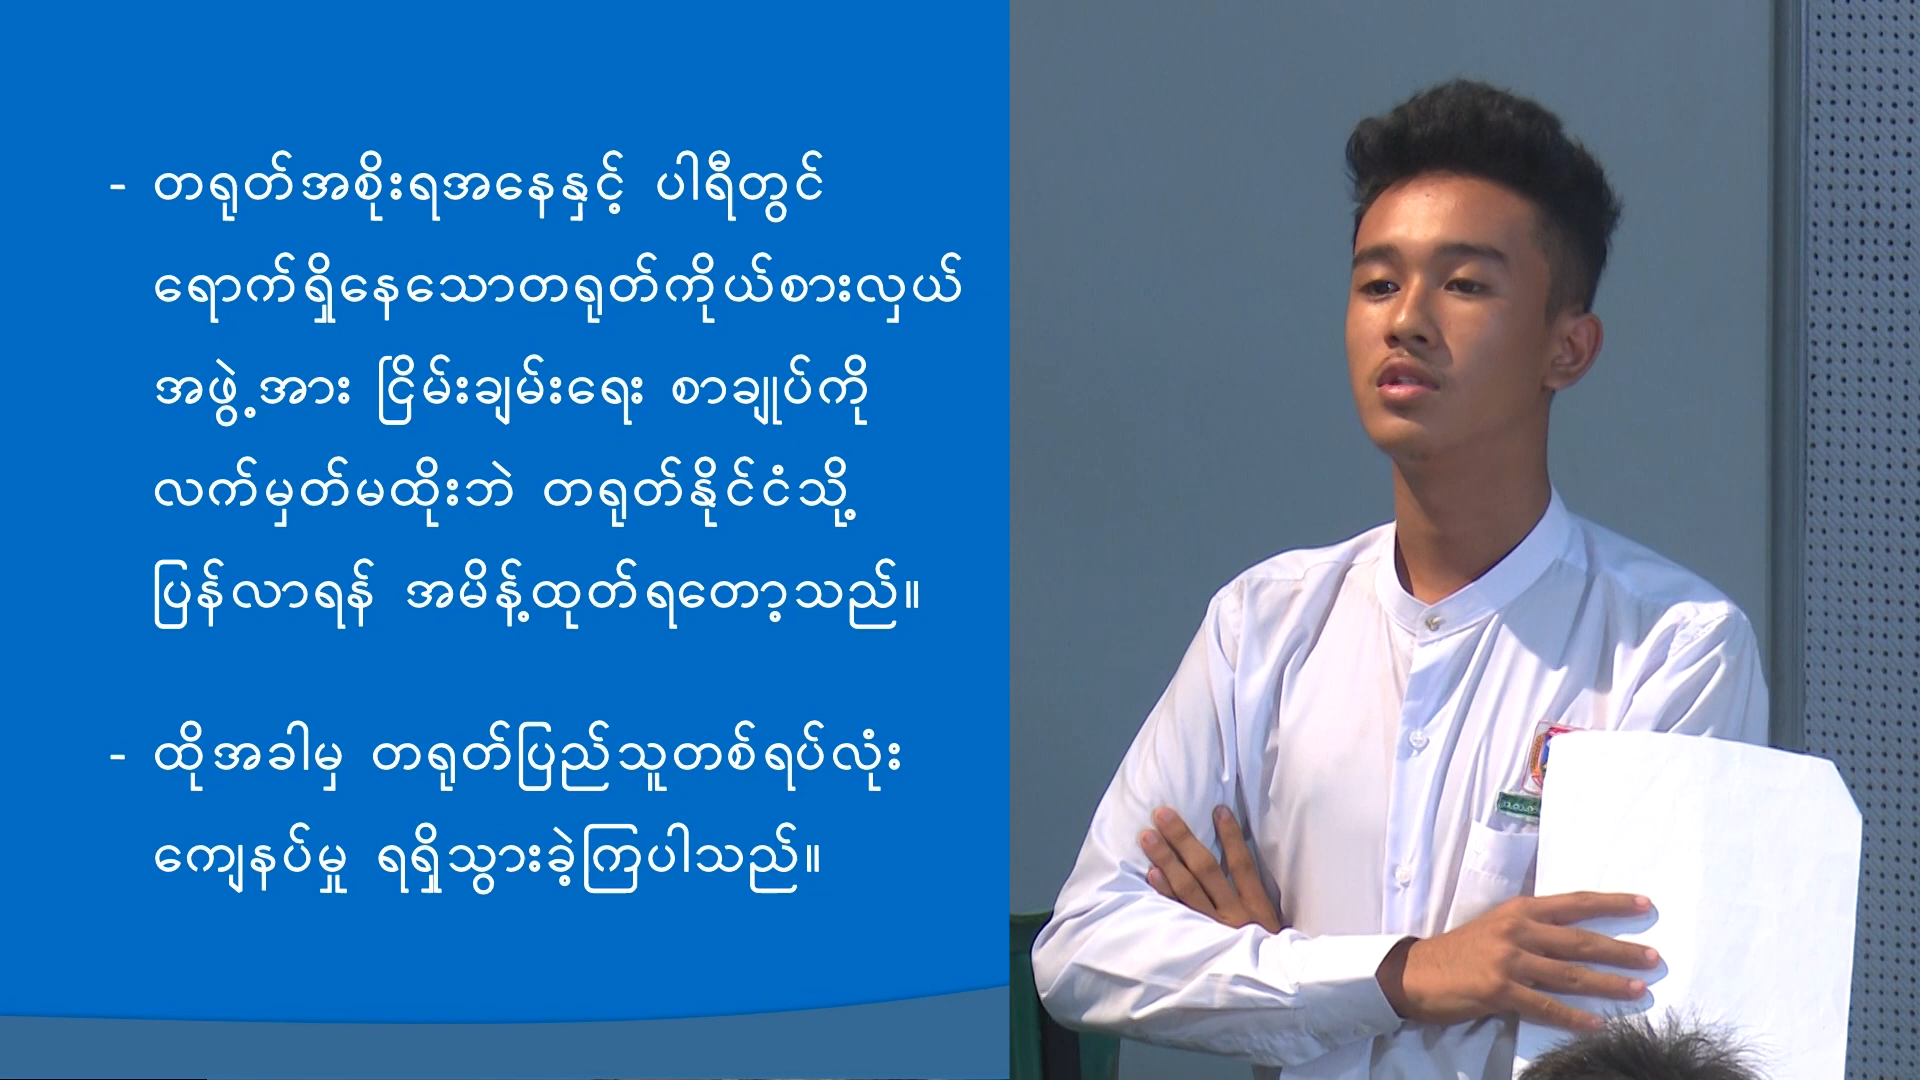 - တရုတ်အစိုးရအနေနှင့် ပါရီတွင်
ရောက်ရှိနေသောတရုတ်ကိုယ်စားလှယ်
အဖွဲ့အား ငြိမ်းချမ်းရေး စာချုပ်ကို
လက်မှတ်မထိုးဘဲ တရုတ်နိုင်ငံသို့
ပြန်လာရန် အမိန့်ထုတ်ရတော့သည်။
- ထိုအခါမှ တရုတ်ပြည်သူတစ်ရပ်လုံး
ကျေနပ်မှု ရရှိသွားခဲ့ကြပါသည်။